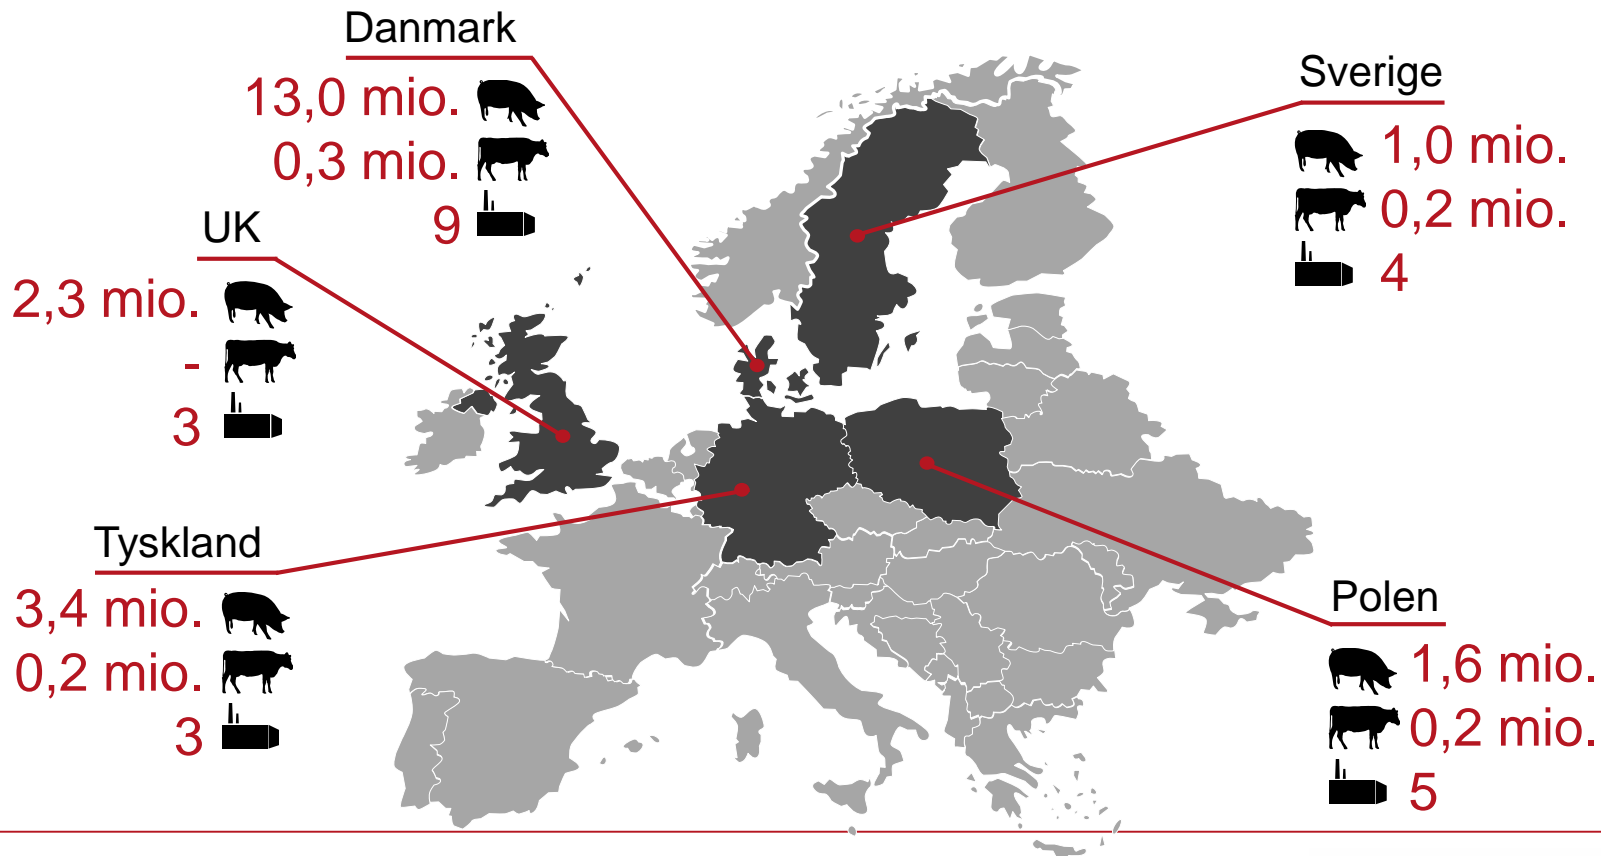 Danmark
13,0 mio.
0,3 mio.
9
UK
2,3 mio.
-
3
Tyskland
3,4 mio.
0,2 mio.
3
Sverige
1,0 mio.
0,2 mio.
4
Polen
1,6 mio.
0,2 mio.
5